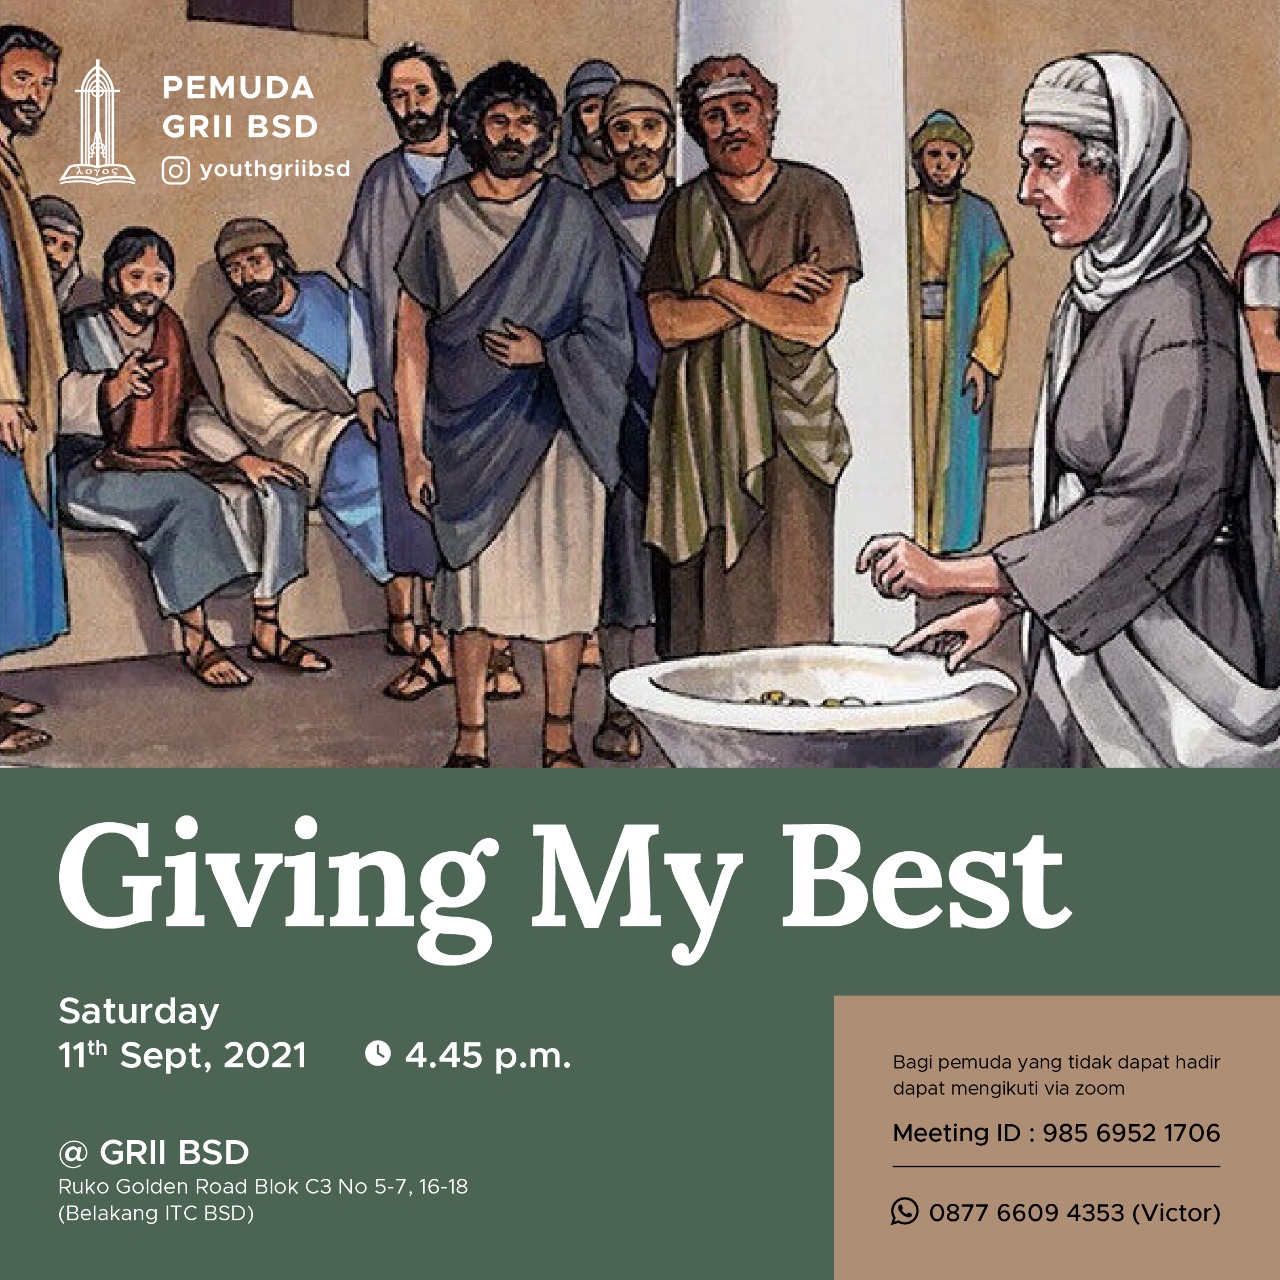 PEMUDA
GRII BSD
youthgriibsd
λογος
Giving My Best
Saturday
11th Sept, 2021 4.45 p.m.
@ GRII BSD
Ruko Golden Road Blok C3 No 5-7, 16-18
(Belakang ITC BSD)
Bagi pemuda yang tidak dapat hadir
dapat mengikuti via zoom
Meeting ID : 985 6952 1706
0877 6609 4353 (Victor)